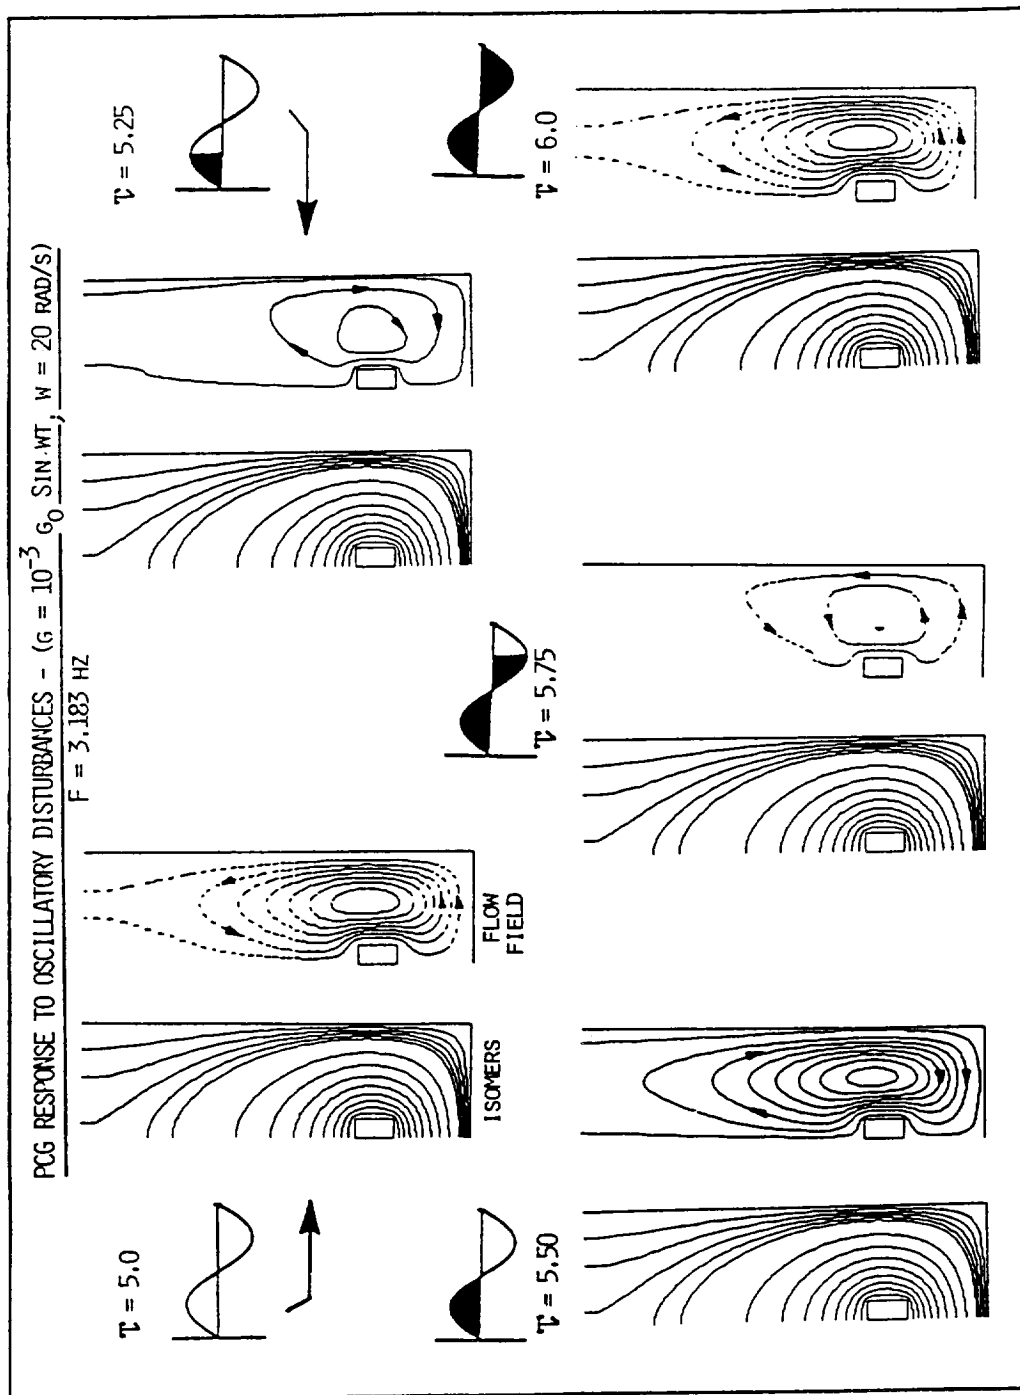 PCG RESPONSE TO OSCILLATORY DISTURBANCES - (G = 10⁻³ G₀ SIN WT, W = 20 RAD/S)
F = 3.183 HZ
τ = 5.0
ISOMERS
FLOW
FIELD
τ = 5.25
τ = 5.50
τ = 5.75
τ = 6.0